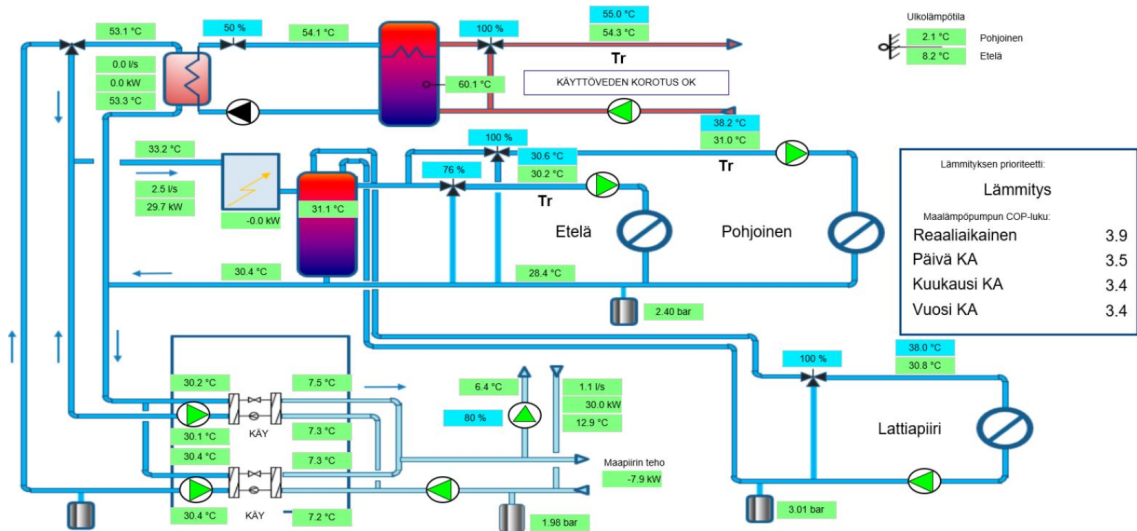 53.1 °C
50 %
54.1 °C
100 %
55.0 °C
54.3 °C
Tr
Ulkolämpötila
2.1 °C Pohjoinen
8.2 °C Etelä
0.0 l/s
0.0 kW
53.3 °C
60.1 °C
KÄYTTÖVEDEN KOROTUS OK
38.2 °C
31.0 °C
Tr
33.2 °C
2.5 l/s
29.7 kW
-0.0 kW
31.1 °C
100 %
76 %
30.6 °C
30.2 °C
Tr
Etelä
Pohjoinen
30.4 °C
28.4 °C
2.40 bar
Lämmityksen prioriteetti:
Lämmitys
Maalämpöpumpun COP-luku:
Reaaliaikainen 3.9
Päivä KA 3.5
Kuukausi KA 3.4
Vuosi KA 3.4
30.2 °C
7.5 °C
KÄY
30.1 °C
7.3 °C
30.4 °C
7.3 °C
30.4 °C
KÄY
7.2 °C
6.4 °C
80 %
1.1 l/s
30.0 kW
12.9 °C
Maapiirin teho
-7.9 kW
1.98 bar
100 %
38.0 °C
30.8 °C
Lattiapiiri
3.01 bar